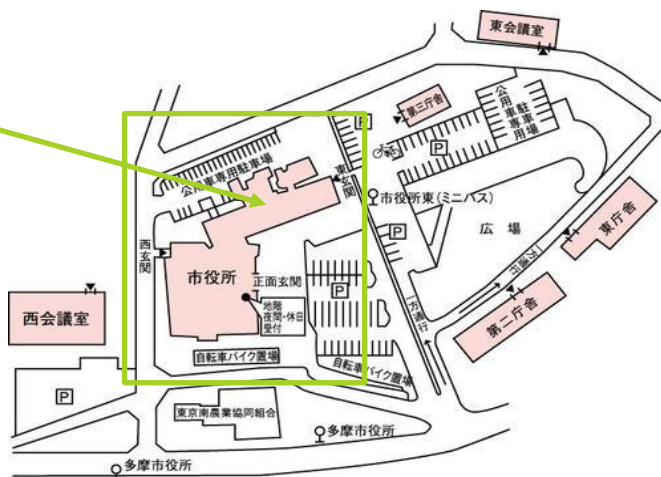 東会議室
第三庁舎
公用車
専用
駐車場
P
P
公用車専用駐車場
東玄関
市役所東(ミニバス)
広場
東庁舎
P
西玄関
市役所
正面玄関
地階
夜間・休日
受付
P
一方通行
一方通行
第二庁舎
西会議室
自転車バイク置場
自転車バイク置場
P
東京南農業協同組合
多摩市役所
多摩市役所